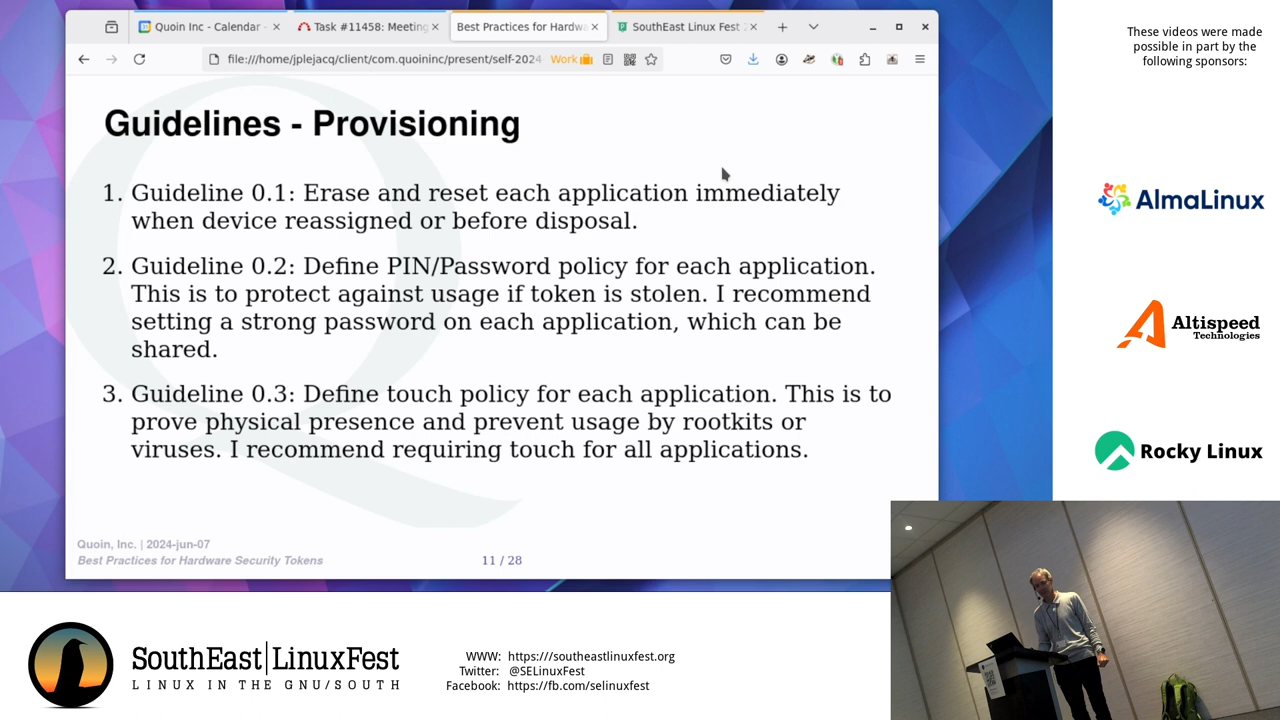 Quoin Inc - Calendar -
Task #11458: Meeting
Best Practices for Hardwa
SouthEast Linux Fest 2
file:///home/jplejacq/client/com.quoininc/present/self-2024
Work
Guidelines - Provisioning
1. Guideline 0.1: Erase and reset each application immediately
when device reassigned or before disposal.
2. Guideline 0.2: Define PIN/Password policy for each application.
This is to protect against usage if token is stolen. I recommend
setting a strong password on each application, which can be
shared.
3. Guideline 0.3: Define touch policy for each application. This is to
prove physical presence and prevent usage by rootkits or
viruses. I recommend requiring touch for all applications.
Quoin, Inc. | 2024-jun-07
Best Practices for Hardware Security Tokens
11 / 28
These videos were made
possible in part by the
following sponsors:
AlmaLinux
Altispeed
Technologies
Rocky Linux
SouthEast LinuxFest
LINUX IN THE GNU/SOUTH
WWW: https://southeastlinuxfest.org
Twitter: @SELinuxFest
Facebook: https://fb.com/selinuxfest